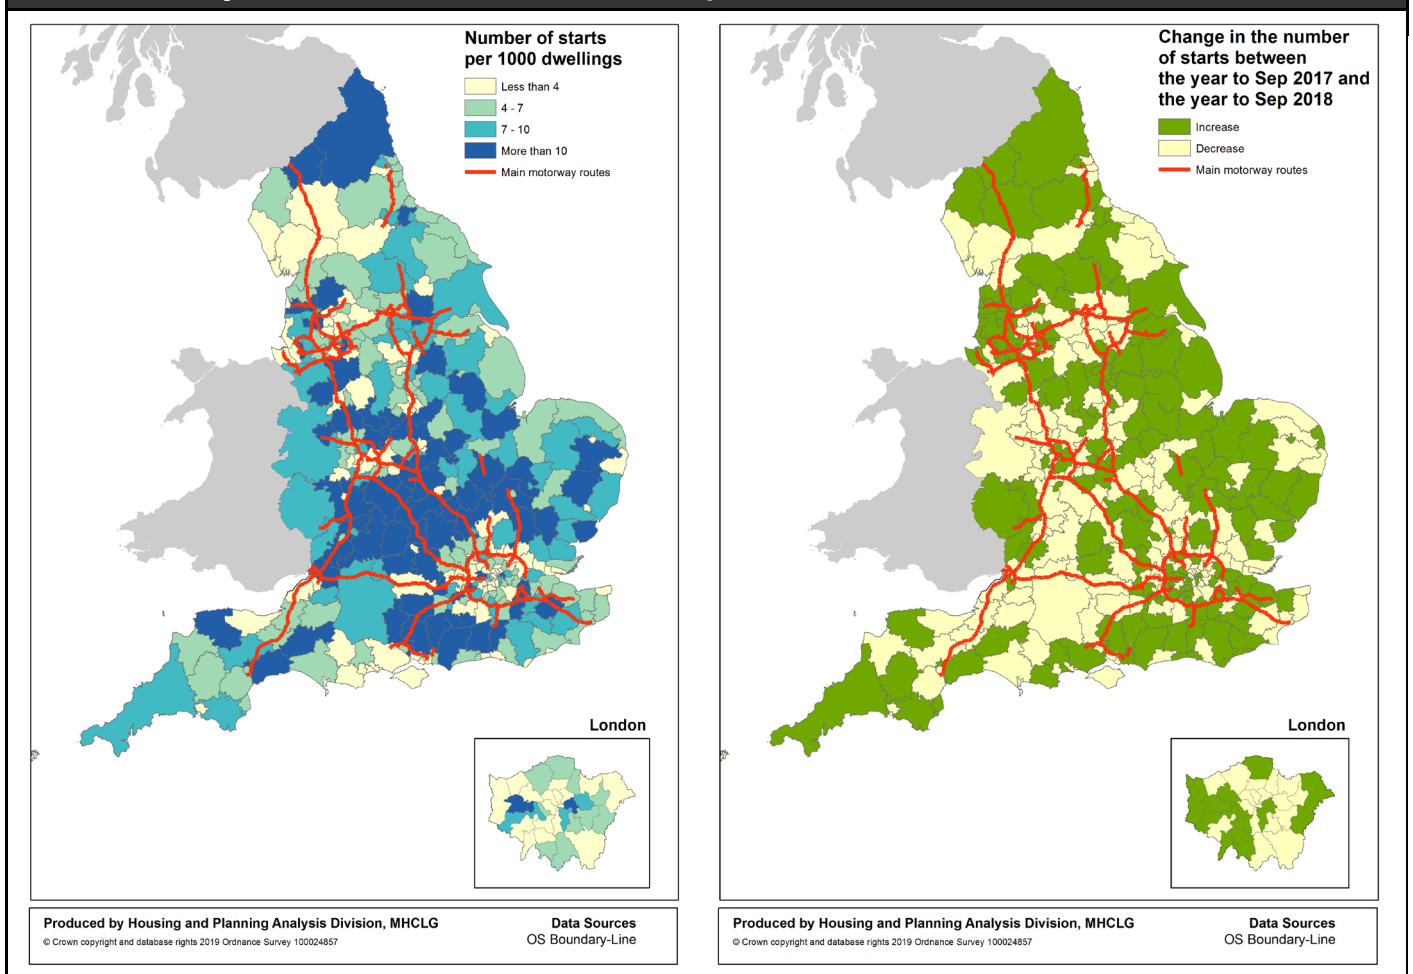 Number of starts
per 1000 dwellings
Less than 4
4 - 7
7 - 10
More than 10
Main motorway routes
London
Produced by Housing and Planning Analysis Division, MHCLG
© Crown copyright and database rights 2019 Ordnance Survey 100024857
Data Sources
OS Boundary-Line
Change in the number
of starts between
the year to Sep 2017 and
the year to Sep 2018
Increase
Decrease
Main motorway routes
London
Produced by Housing and Planning Analysis Division, MHCLG
© Crown copyright and database rights 2019 Ordnance Survey 100024857
Data Sources
OS Boundary-Line